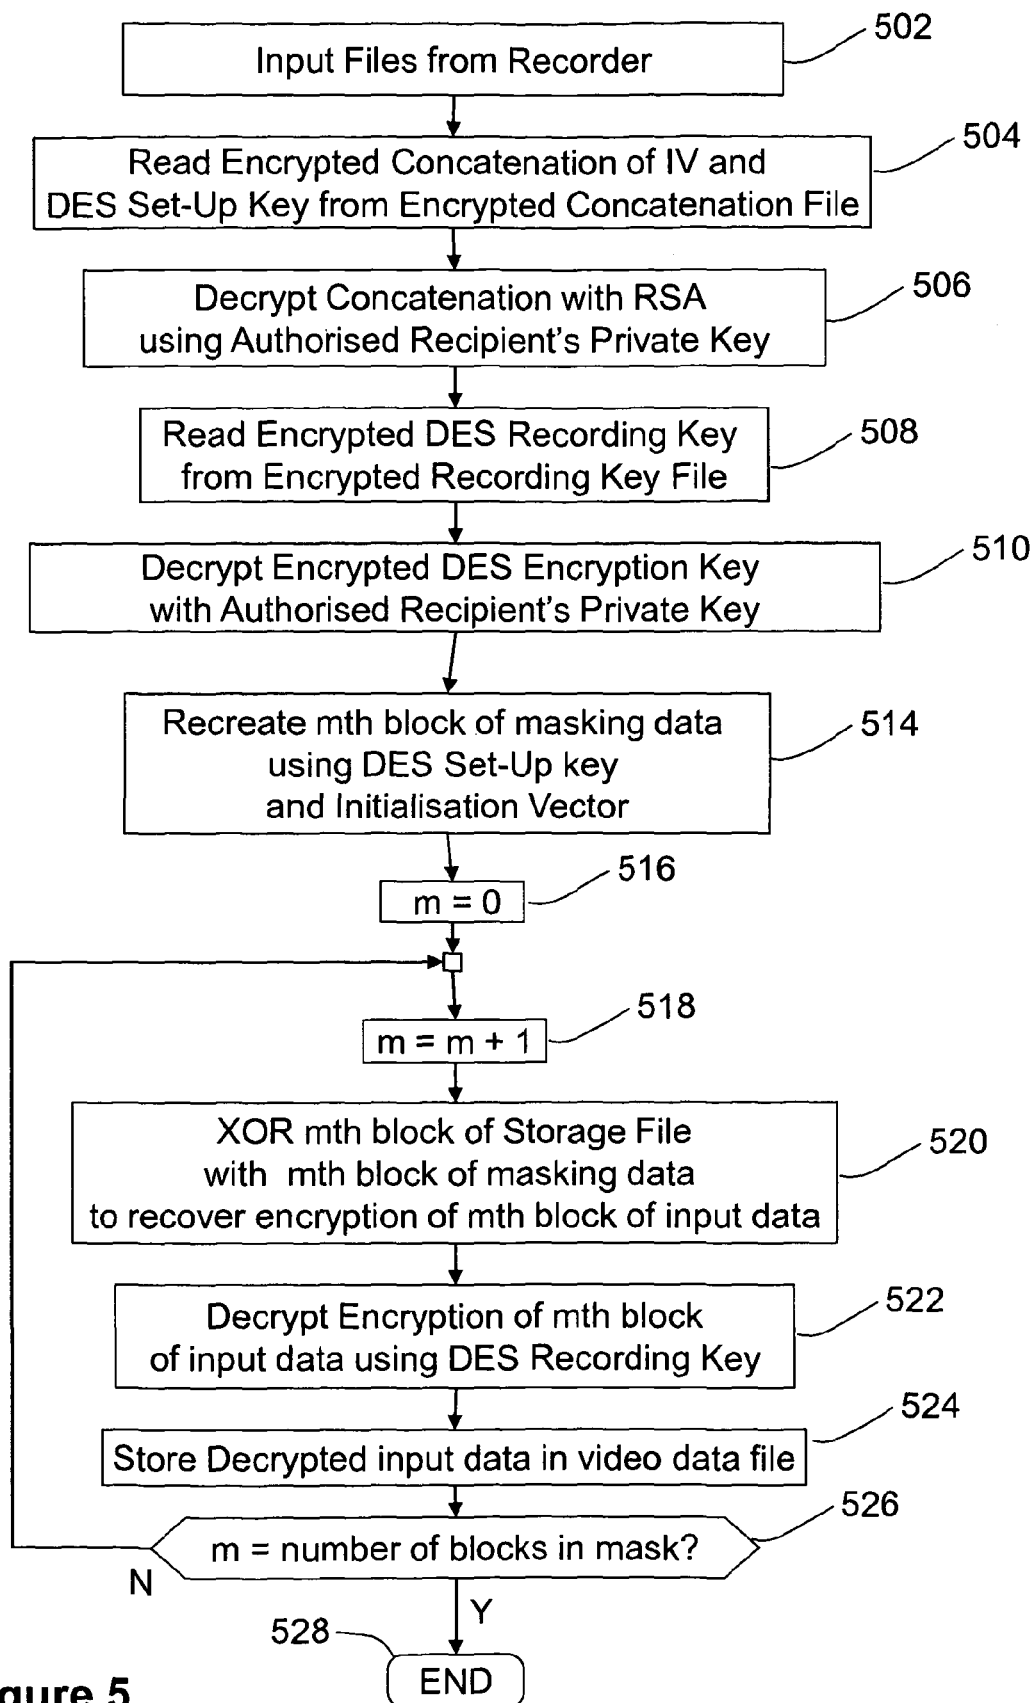 502
Input Files from Recorder
504
Read Encrypted Concatenation of IV and
DES Set-Up Key from Encrypted Concatenation File
506
Decrypt Concatenation with RSA
using Authorised Recipient's Private Key
508
Read Encrypted DES Recording Key
from Encrypted Recording Key File
510
Decrypt Encrypted DES Encryption Key
with Authorised Recipient's Private Key
514
Recreate mth block of masking data
using DES Set-Up key
and Initialisation Vector
516
m = 0
518
m = m + 1
520
XOR mth block of Storage File
with mth block of masking data
to recover encryption of mth block of input data
522
Decrypt Encryption of mth block
of input data using DES Recording Key
524
Store Decrypted input data in video data file
526
m = number of blocks in mask?
N
Y
528
END
gure 5